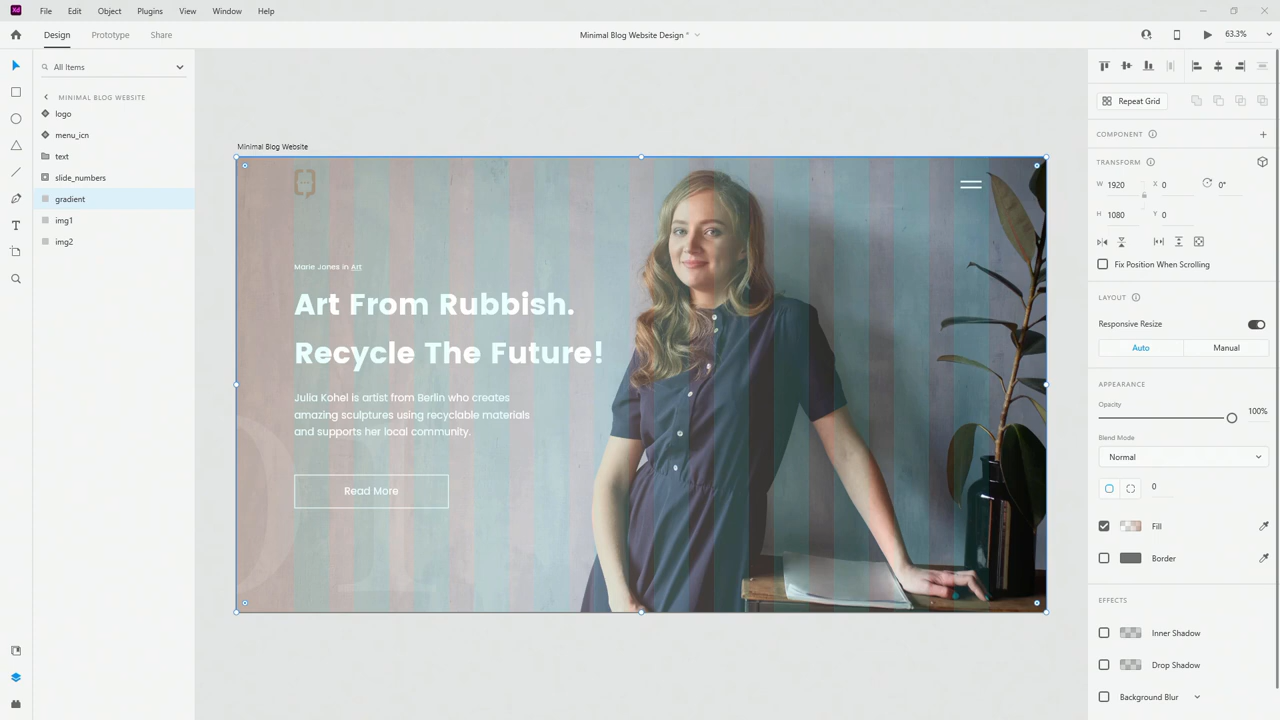 Xd
File Edit Object Plugins View Window Help
Design Prototype Share
Minimal Blog Website Design *
63.3%
All Items
MINIMAL BLOG WEBSITE
logo
menu_icn
text
slide_numbers
gradient
img1
img2
Minimal Blog Website
Marie Jones in Art
Art From Rubbish.
Recycle The Future!
Julia Kohel is artist from Berlin who creates
amazing sculptures using recyclable materials
and supports her local community.
Read More
01
Repeat Grid
COMPONENT
TRANSFORM
W 1920 X 0 0°
H 1080 Y 0
Fix Position When Scrolling
LAYOUT
Responsive Resize
Auto Manual
APPEARANCE
Opacity
100%
Blend Mode
Normal
0
Fill
Border
EFFECTS
Inner Shadow
Drop Shadow
Background Blur